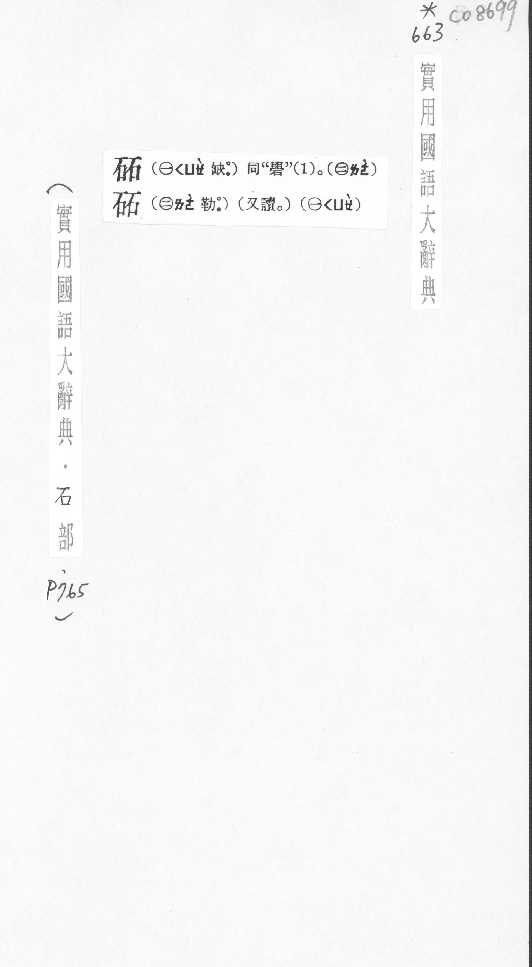 * C08699
663
實用國語大辭典
㕿 (㊀ㄑㄩㄝˋ 缺。) 同“礐”(1)。(㊁ㄌㄜˋ)
㕿 (㊁ㄌㄜˋ 勒。) (又讀。) (㊀ㄑㄩㄝˋ)
(實用國語大辭典.石部、P765)